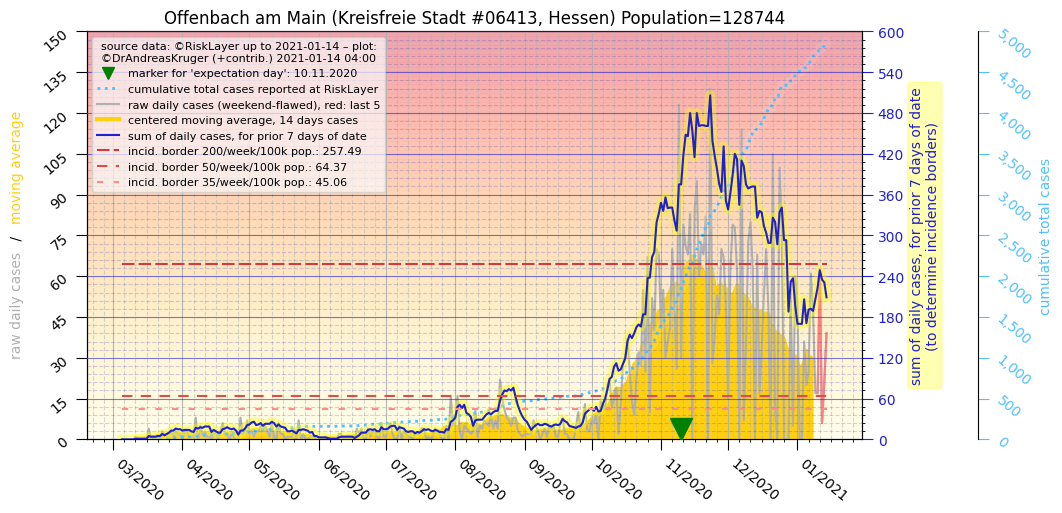 Offenbach am Main (Kreisfreie Stadt #06413, Hessen) Population=128744
source data: ©RiskLayer up to 2021-01-14 – plot:
©DrAndreasKruger (+contrib.) 2021-01-14 04:00
marker for 'expectation day': 10.11.2020
cumulative total cases reported at RiskLayer
raw daily cases (weekend-flawed), red: last 5
centered moving average, 14 days cases
sum of daily cases, for prior 7 days of date
incid. border 200/week/100k pop.: 257.49
incid. border 50/week/100k pop.: 64.37
incid. border 35/week/100k pop.: 45.06
raw daily cases / moving average
150
135
120
105
90
75
60
45
30
15
0
03/2020
04/2020
05/2020
06/2020
07/2020
08/2020
09/2020
10/2020
11/2020
12/2020
01/2021
600
540
480
420
360
300
240
180
120
60
0
sum of daily cases, for prior 7 days of date
(to determine incidence borders)
5,000
4,500
4,000
3,500
3,000
2,500
2,000
1,500
1,000
500
0
cumulative total cases